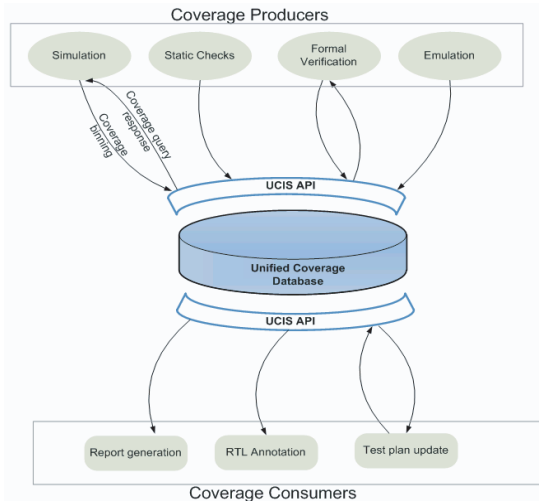 Coverage Producers
Simulation
Static Checks
Formal
Verification
Emulation
Coverage query
response
Coverage
binning
UCIS API
Unified Coverage
Database
UCIS API
Report generation
RTL Annotation
Test plan update
Coverage Consumers